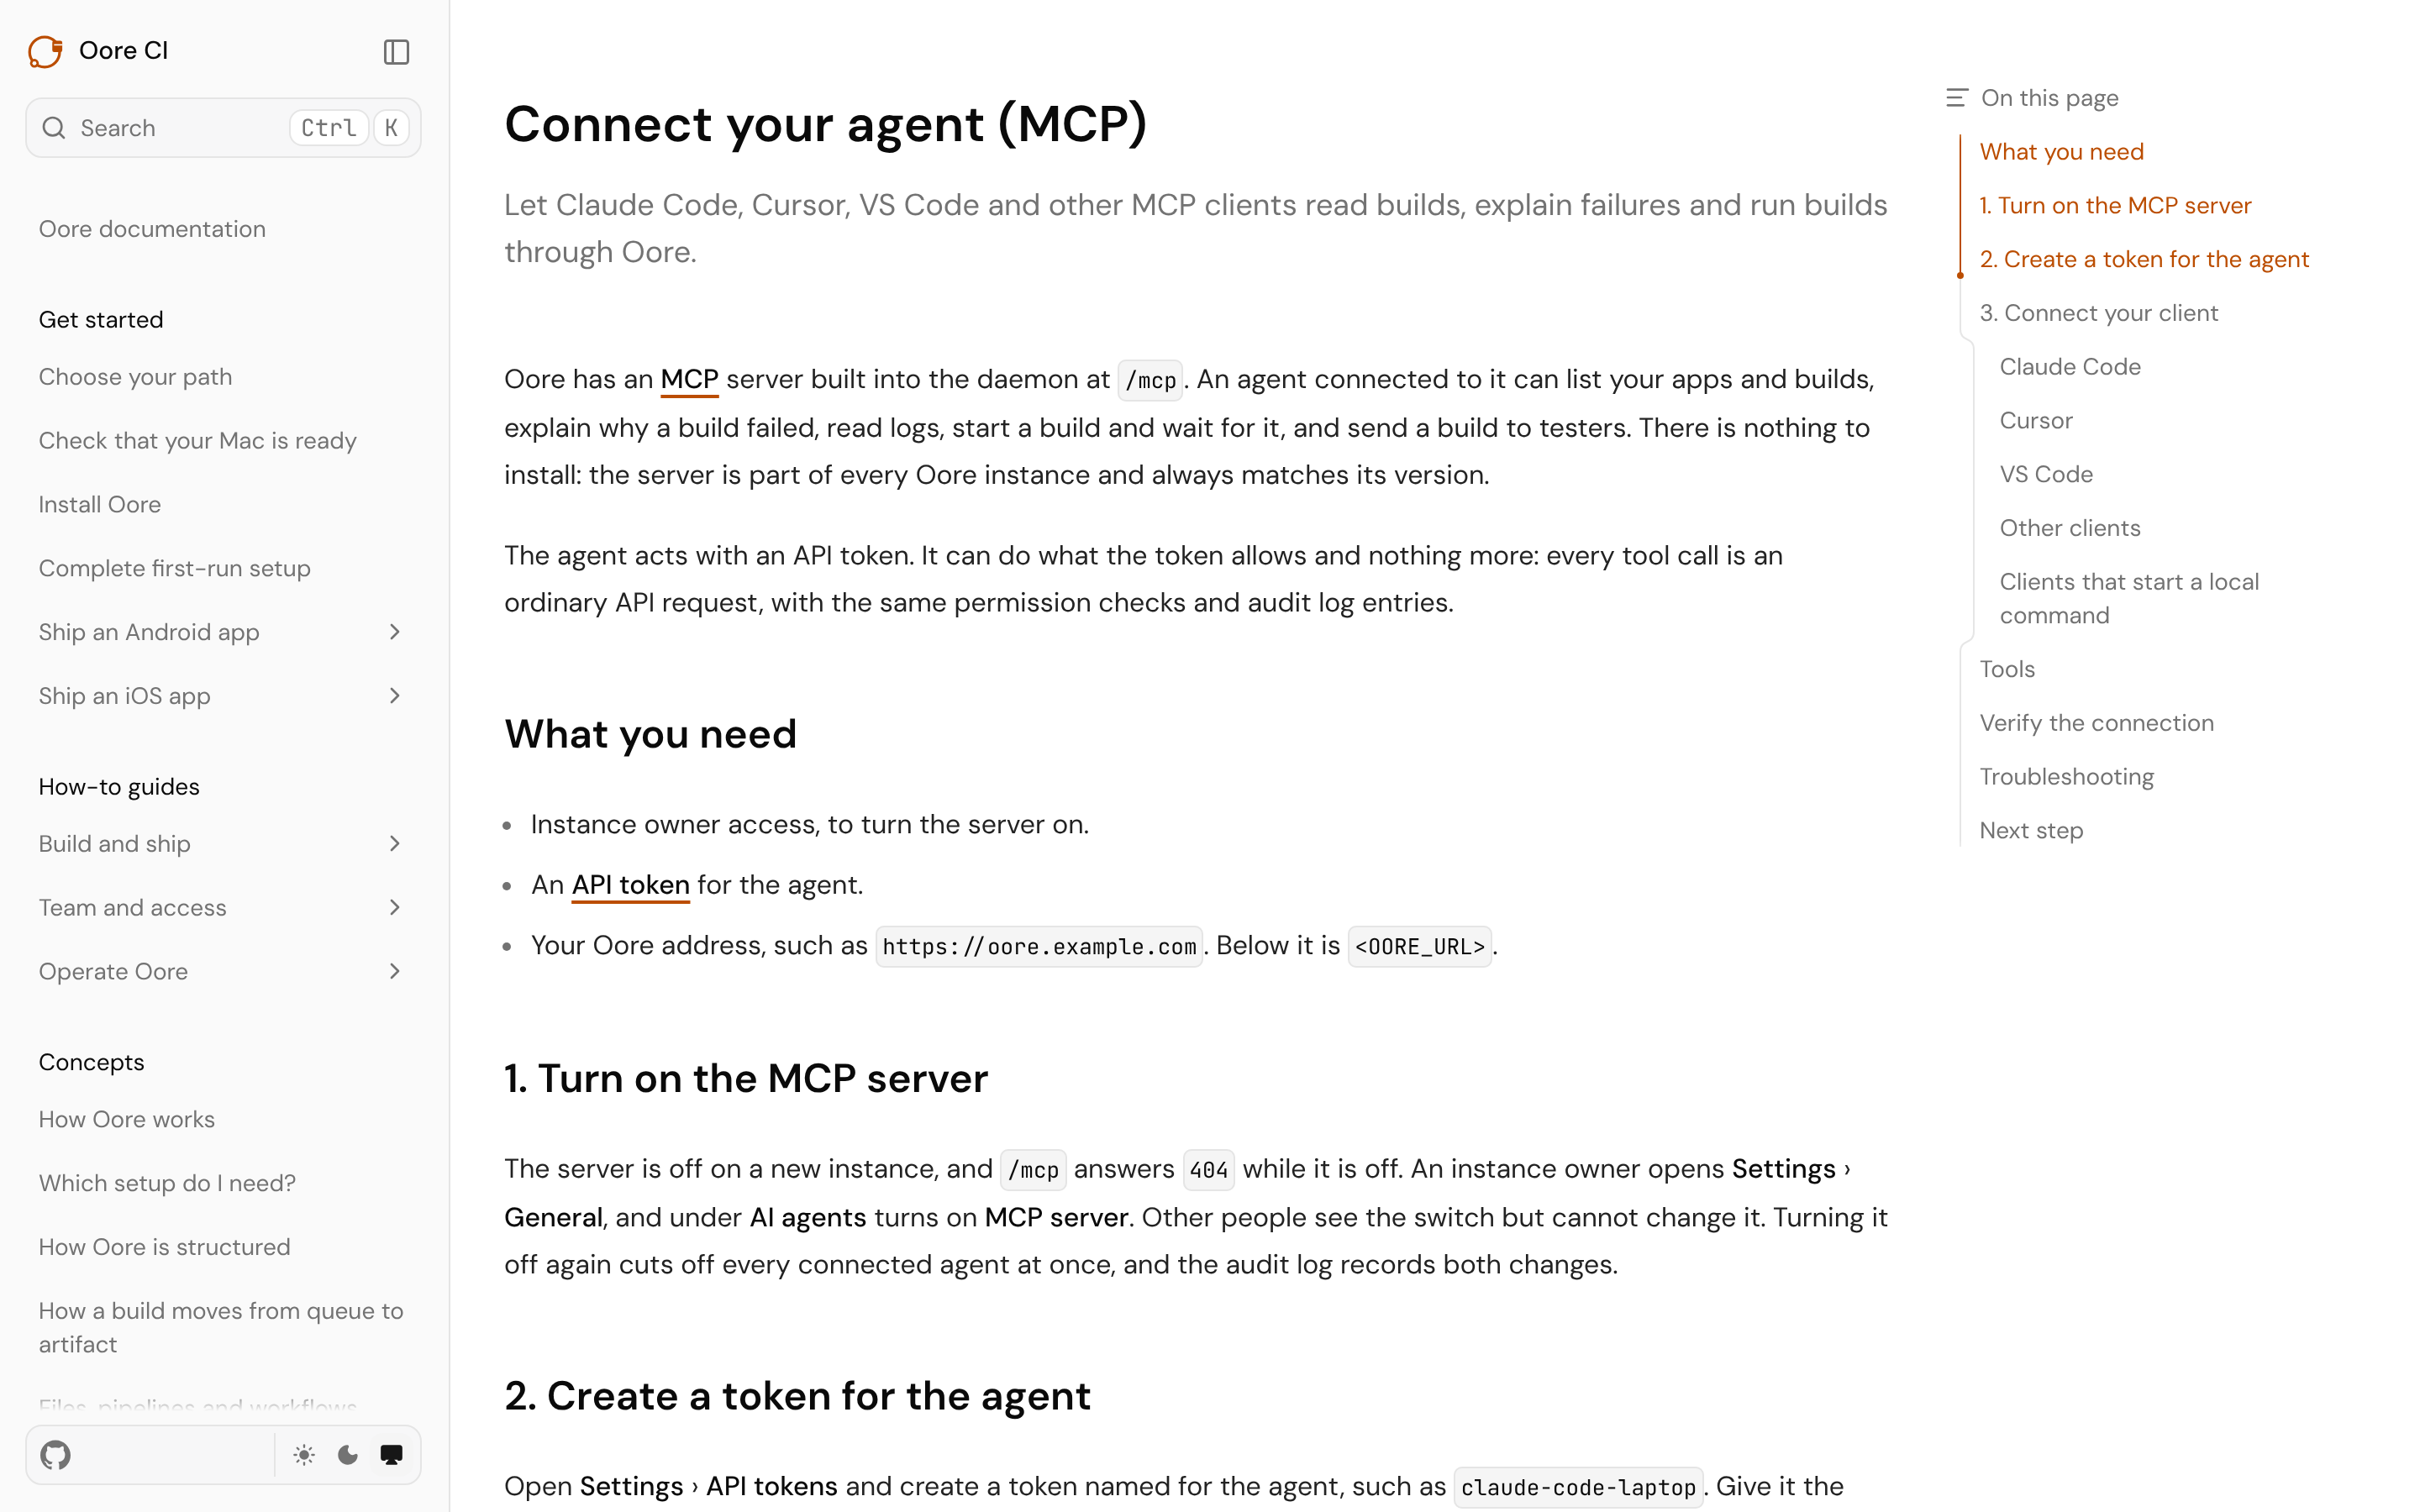 Oore CI
Search
Ctrl K
Oore documentation
Get started
Choose your path
Check that your Mac is ready
Install Oore
Complete first-run setup
Ship an Android app
Ship an iOS app
How-to guides
Build and ship
Team and access
Operate Oore
Concepts
How Oore works
Which setup do I need?
How Oore is structured
How a build moves from queue to
artifact
Files, pipelines and workflows
Connect your agent (MCP)
Let Claude Code, Cursor, VS Code and other MCP clients read builds, explain failures and run builds
through Oore.
Oore has an MCP server built into the daemon at /mcp. An agent connected to it can list your apps and builds,
explain why a build failed, read logs, start a build and wait for it, and send a build to testers. There is nothing to
install: the server is part of every Oore instance and always matches its version.
The agent acts with an API token. It can do what the token allows and nothing more: every tool call is an
ordinary API request, with the same permission checks and audit log entries.
What you need
• Instance owner access, to turn the server on.
• An API token for the agent.
• Your Oore address, such as https://oore.example.com. Below it is <OORE_URL>.
1. Turn on the MCP server
The server is off on a new instance, and /mcp answers 404 while it is off. An instance owner opens Settings ›
General, and under AI agents turns on MCP server. Other people see the switch but cannot change it. Turning it
off again cuts off every connected agent at once, and the audit log records both changes.
2. Create a token for the agent
Open Settings › API tokens and create a token named for the agent, such as claude-code-laptop. Give it the
On this page
What you need
1. Turn on the MCP server
2. Create a token for the agent
3. Connect your client
Claude Code
Cursor
VS Code
Other clients
Clients that start a local
command
Tools
Verify the connection
Troubleshooting
Next step